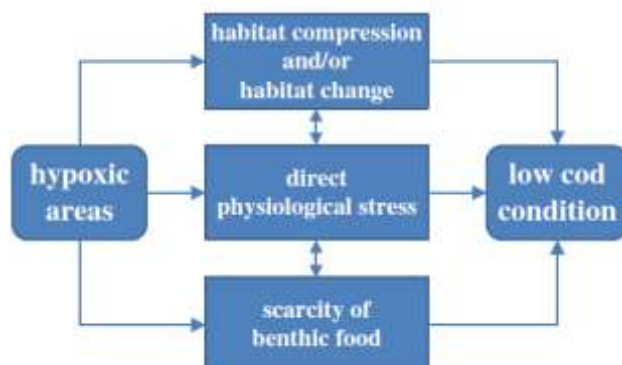 habitat compression
and/or
habitat change
hypoxic
areas
direct
physiological stress
low cod
condition
scarcity of
benthic food